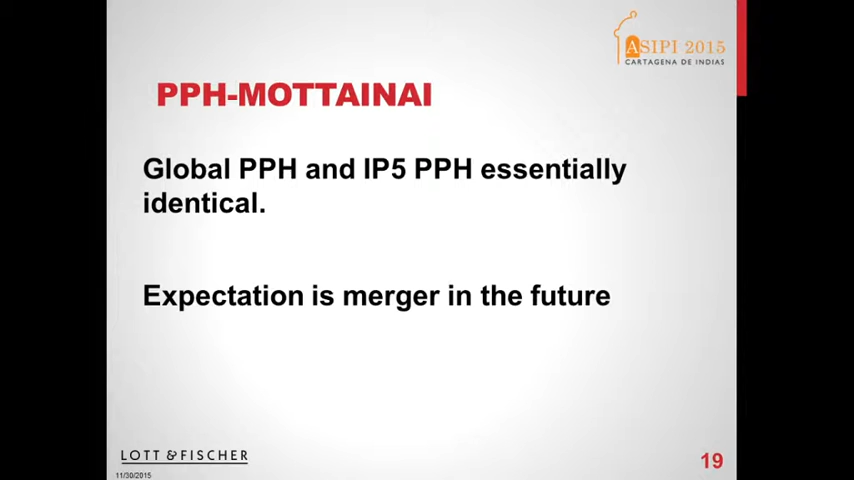 ASIPI 2015
CARTAGENA DE INDIAS
PPH-MOTTAINAI
Global PPH and IP5 PPH essentially
identical.
Expectation is merger in the future
LOTT & FISCHER
11/30/2015
19